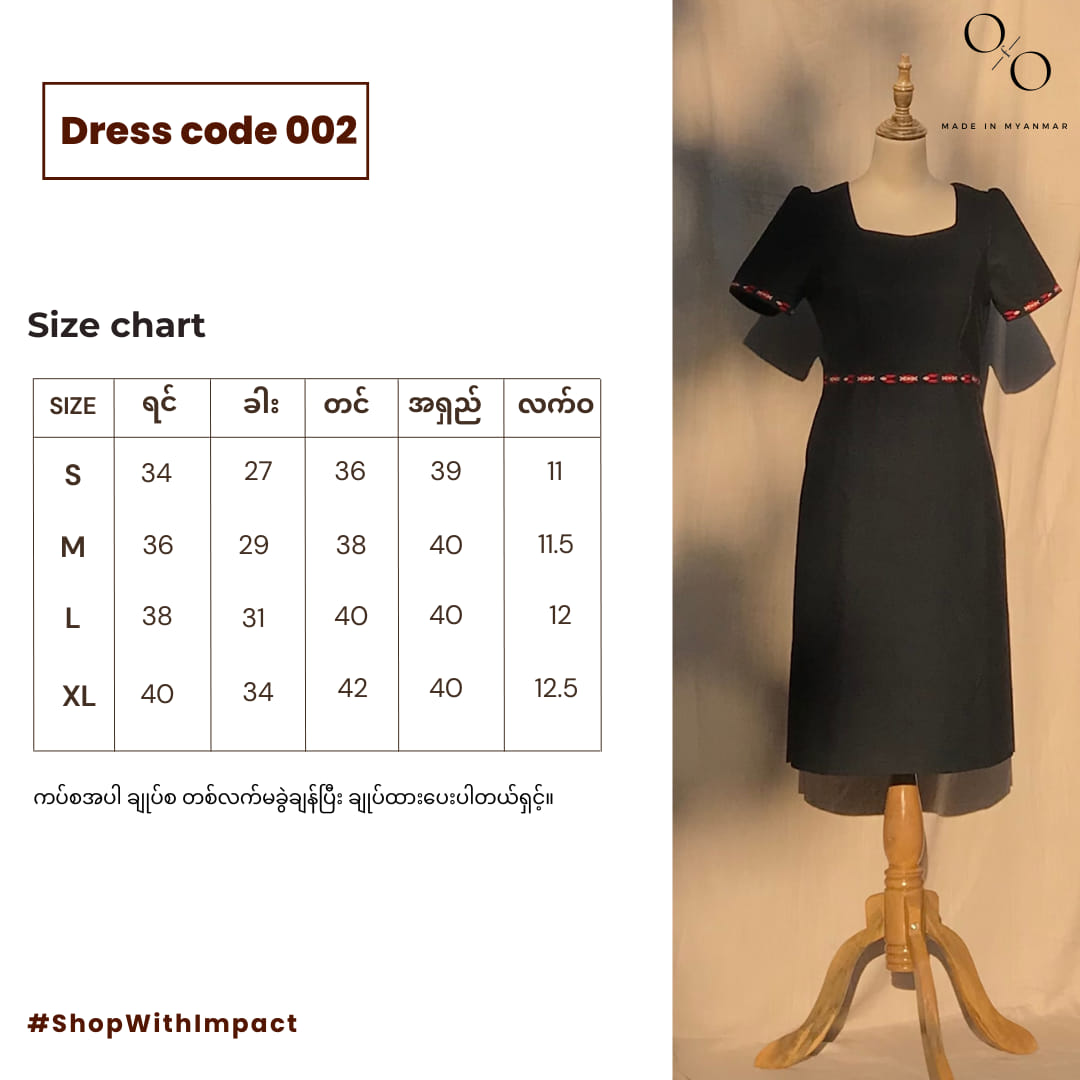 OfO
MADE IN MYANMAR
Dress code 002
Size chart
SIZE ရင် ခါး တင် အရှည် လက်ဝ
S 34 27 36 39 11
M 36 29 38 40 11.5
L 38 31 40 40 12
XL 40 34 42 40 12.5
ကပ်စအပါ ချုပ်စ တစ်လက်မခွဲချန်ပြီး ချုပ်ထားပေးပါတယ်ရှင့်။
#ShopWithImpact